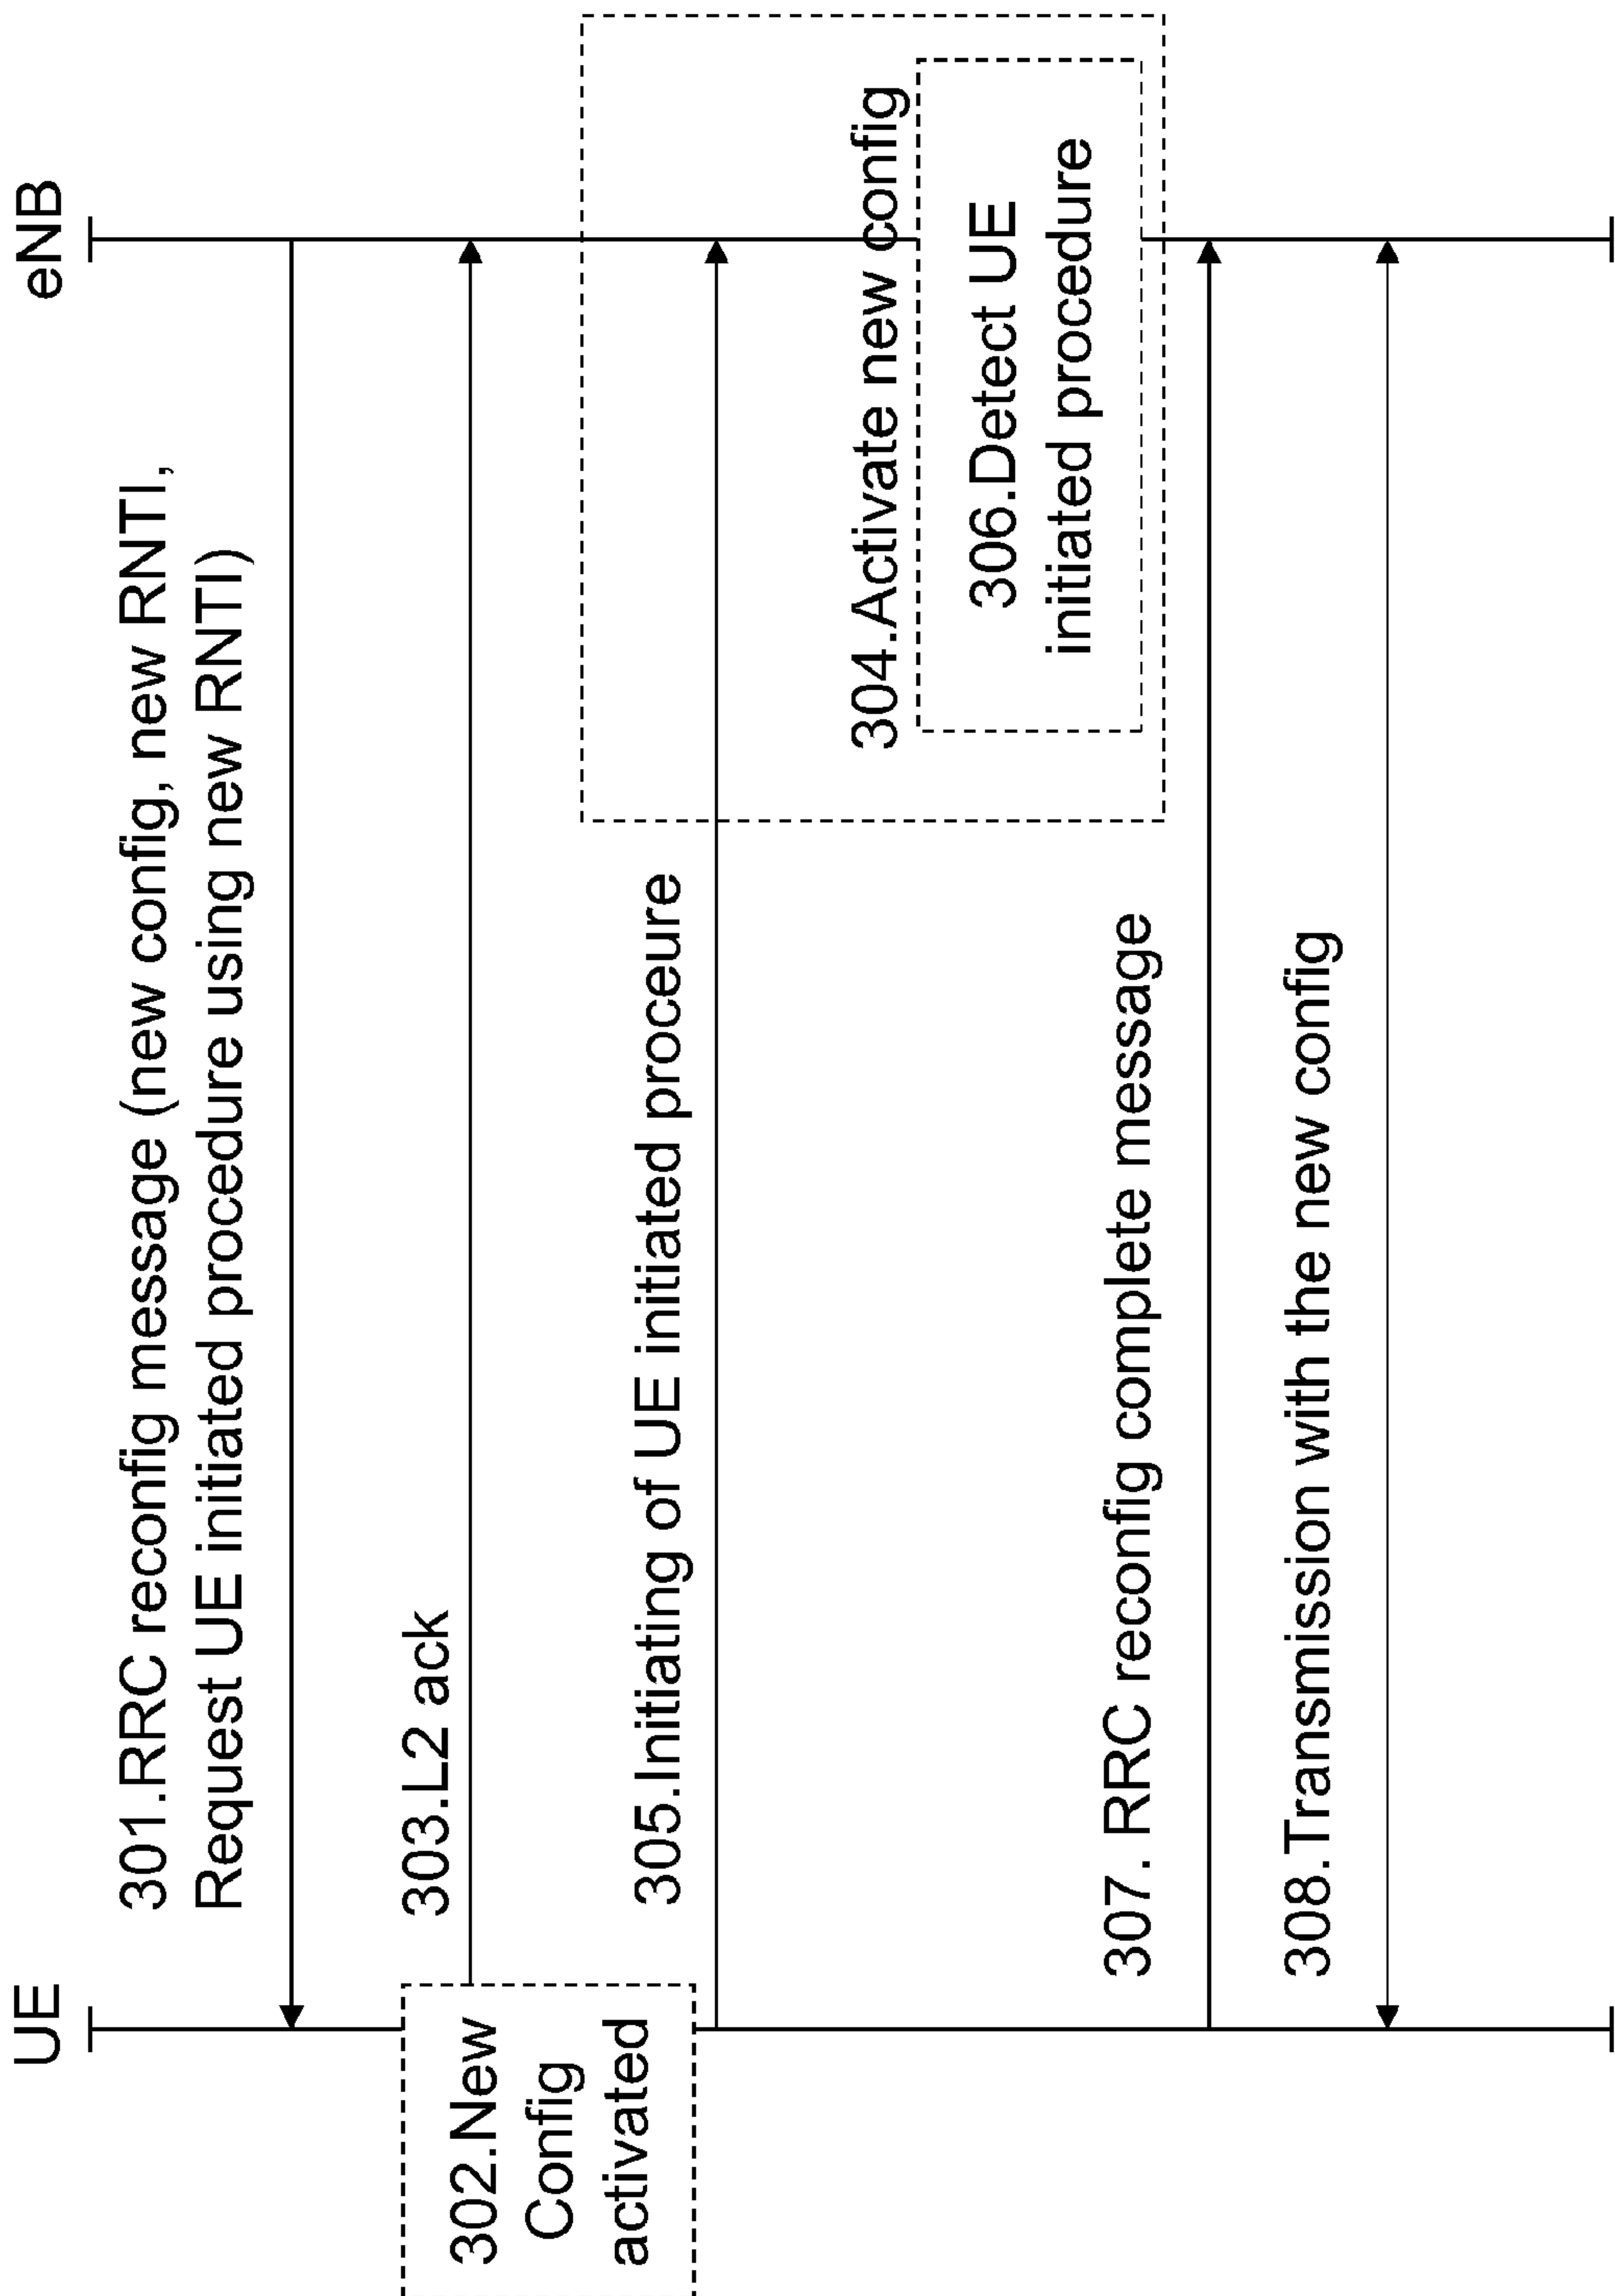 UE
eNB
301.RRC reconfig message (new config, new RNTI,
Request UE initiated procedure using new RNTI)
302.New
Config
activated
303.L2 ack
305.Initiating of UE initiated proceure
304.Activate new config
306.Detect UE
initiated procedure
307. RRC reconfig complete message
308.Transmission with the new config